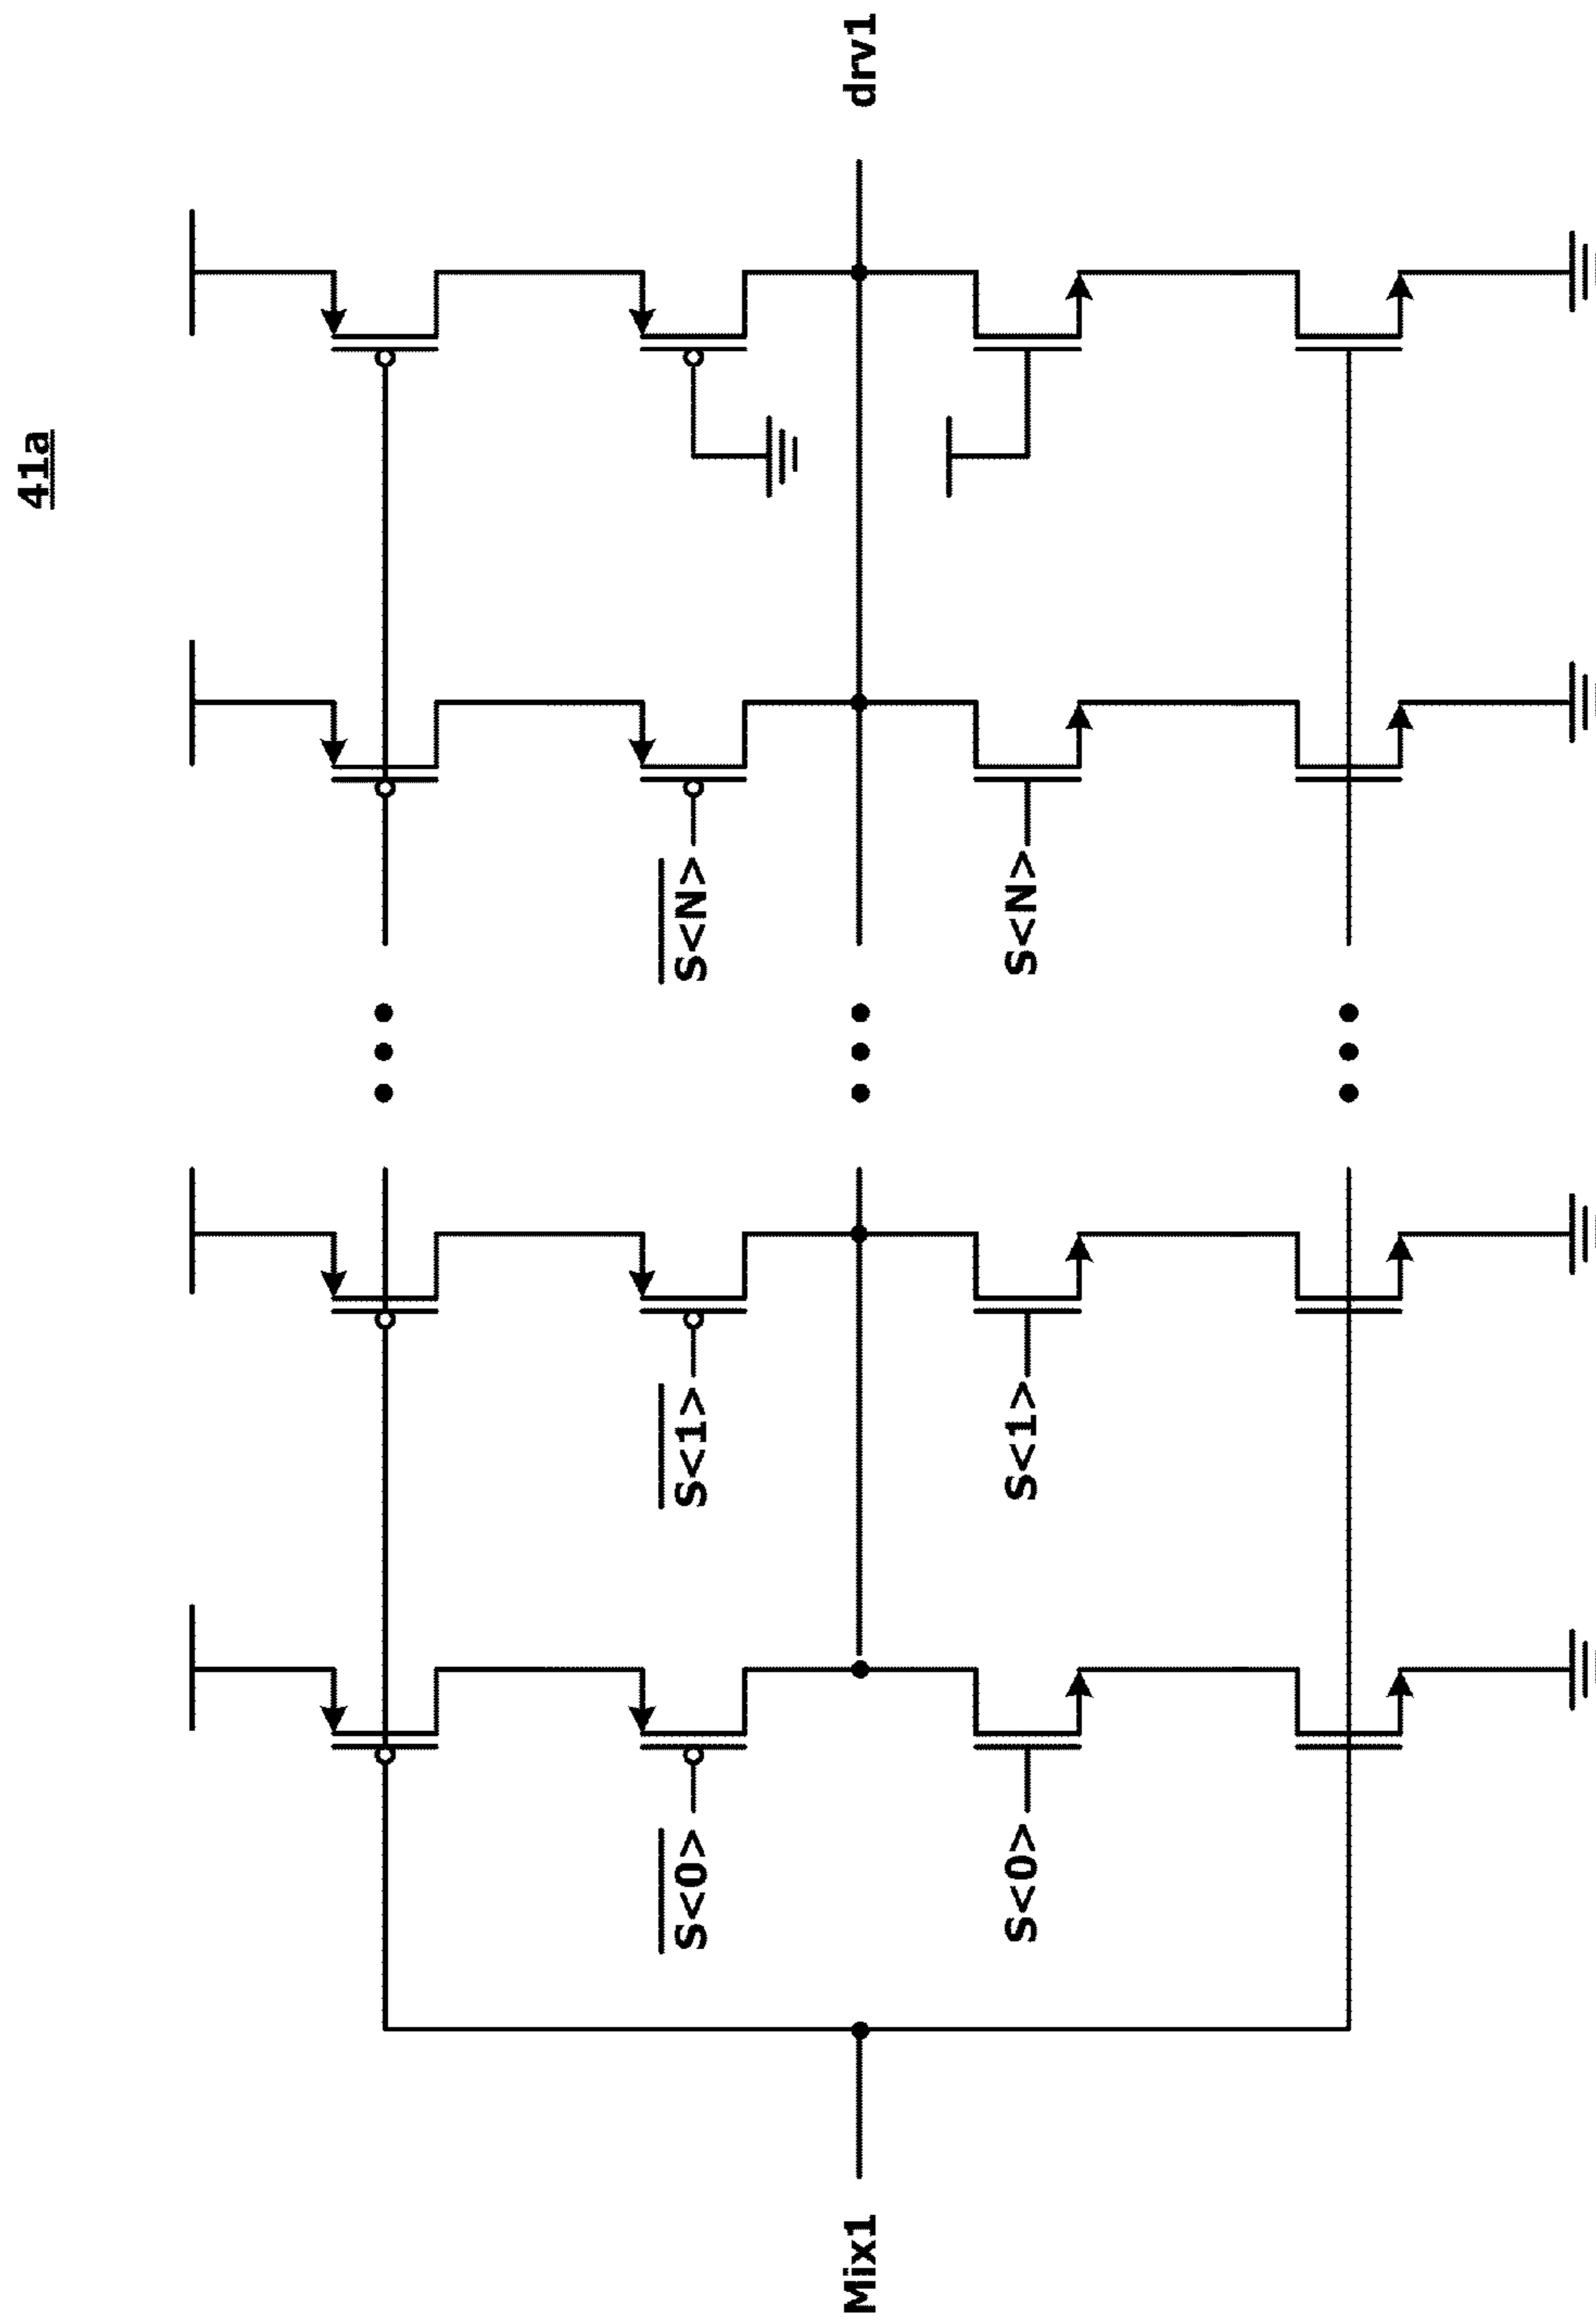 41a
S̅<̅0̅>̅
S̅<̅1̅>̅
S̅<̅N̅>̅
Mix1
drv1
S<0>
S<1>
S<N>